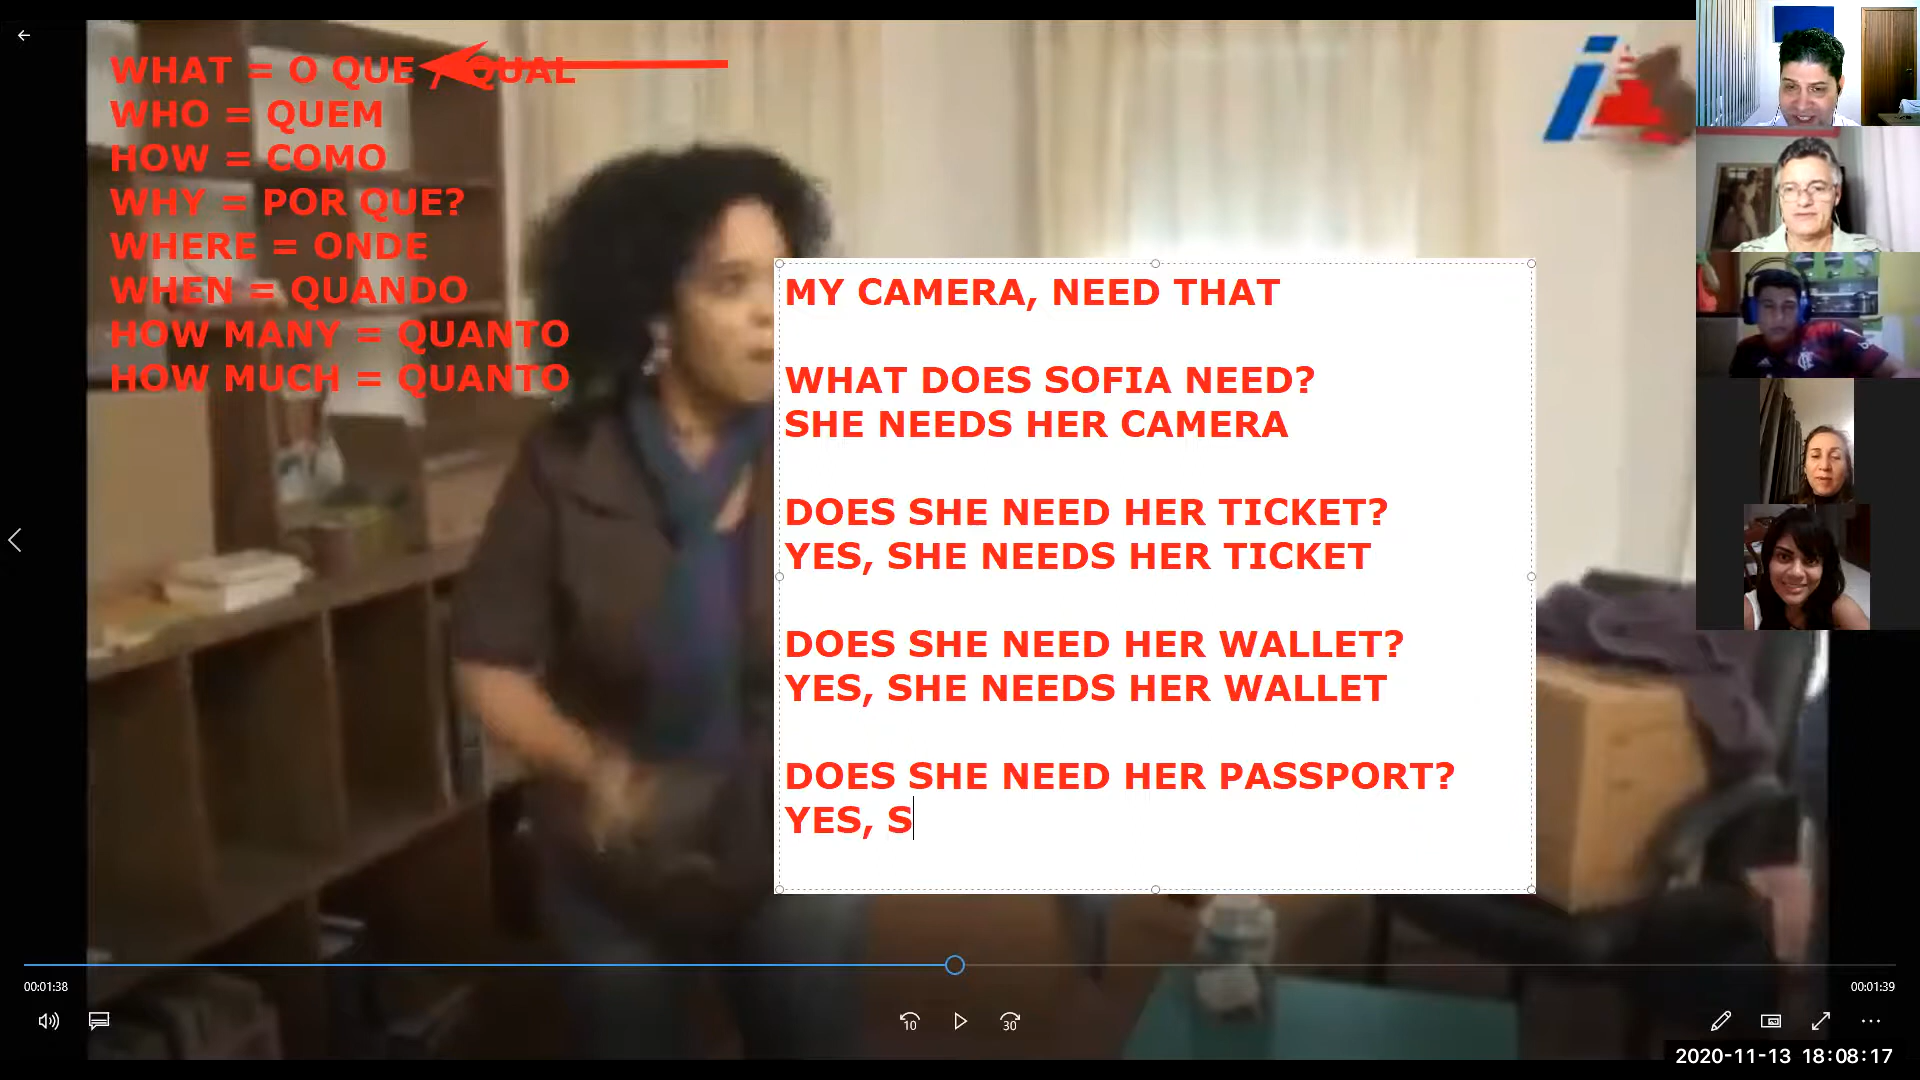 WHAT = O QUE / QUAL
WHO = QUEM
HOW = COMO
WHY = POR QUE?
WHERE = ONDE
WHEN = QUANDO
HOW MANY = QUANTO
HOW MUCH = QUANTO
MY CAMERA, NEED THAT
WHAT DOES SOFIA NEED?
SHE NEEDS HER CAMERA
DOES SHE NEED HER TICKET?
YES, SHE NEEDS HER TICKET
DOES SHE NEED HER WALLET?
YES, SHE NEEDS HER WALLET
DOES SHE NEED HER PASSPORT?
YES, S
00:01:38
00:01:39
10
30
2020-11-13 18:08:17